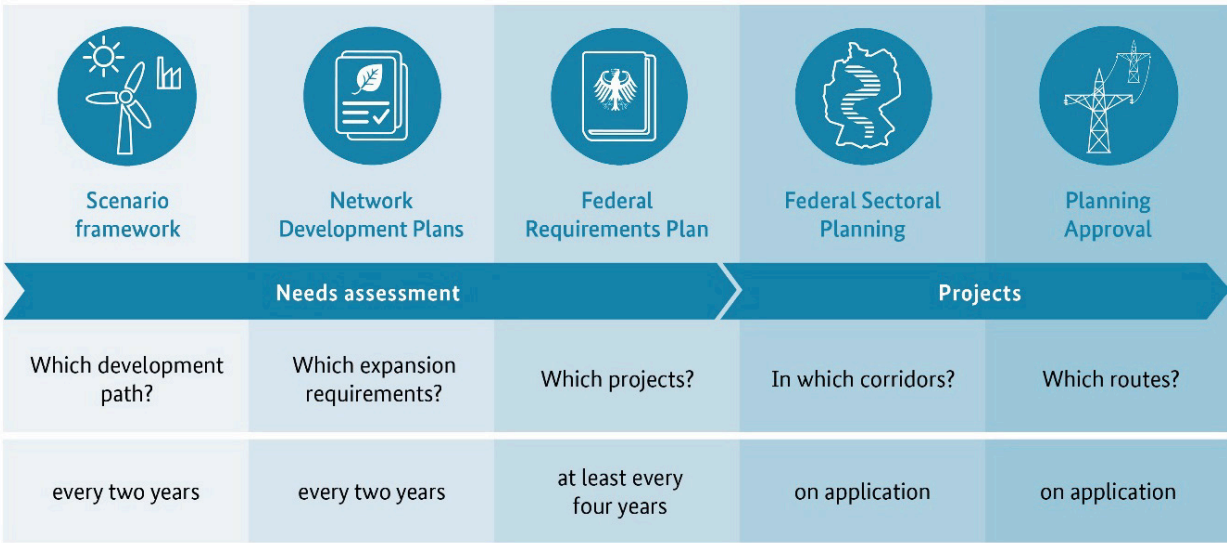 Scenario
framework
Network
Development Plans
Federal
Requirements Plan
Federal Sectoral
Planning
Planning
Approval
Needs assessment
Projects
Which development
path?
Which expansion
requirements?
Which projects?
In which corridors?
Which routes?
every two years
every two years
at least every
four years
on application
on application